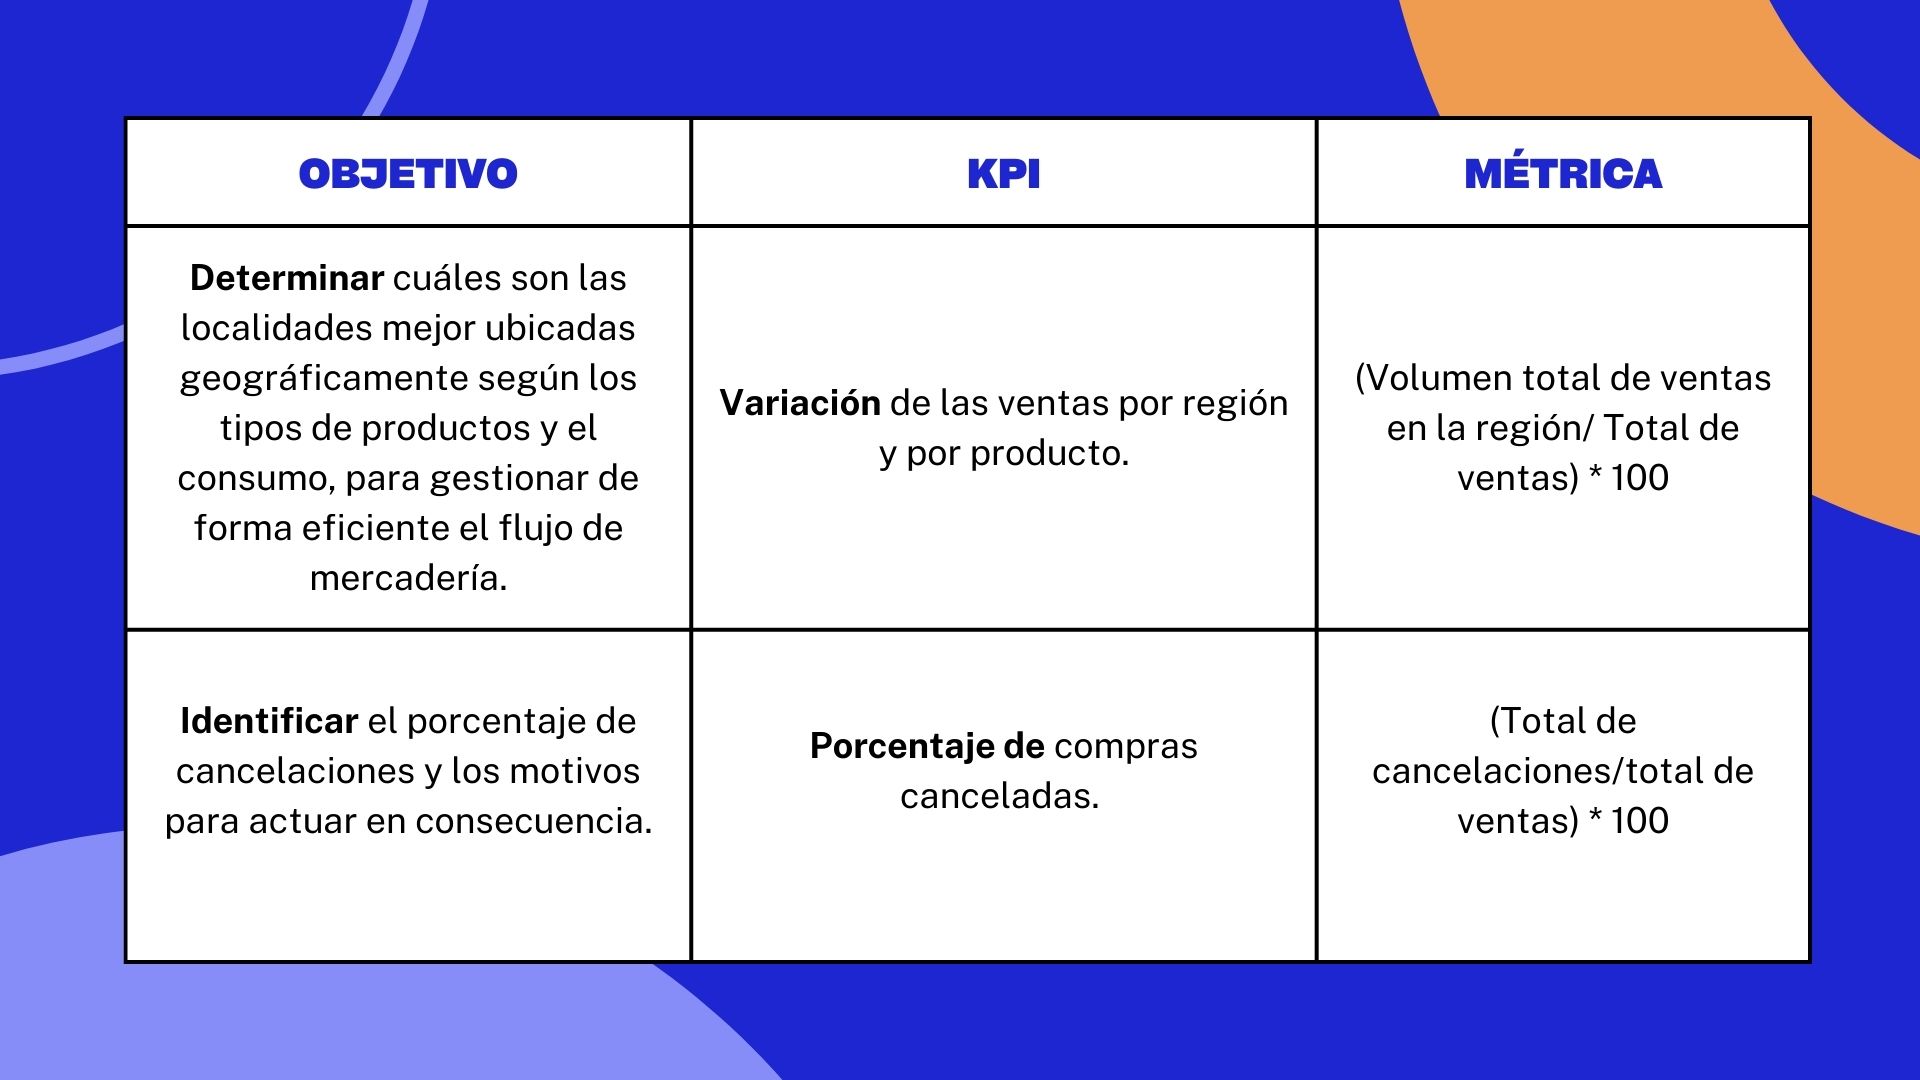 OBJETIVO
KPI
MÉTRICA
Determinar cuáles son las
localidades mejor ubicadas
geográficamente según los
tipos de productos y el
consumo, para gestionar de
forma eficiente el flujo de
mercadería.
Variación de las ventas por región
y por producto.
(Volumen total de ventas
en la región/ Total de
ventas) * 100
Identificar el porcentaje de
cancelaciones y los motivos
para actuar en consecuencia.
Porcentaje de compras
canceladas.
(Total de
cancelaciones/total de
ventas) * 100